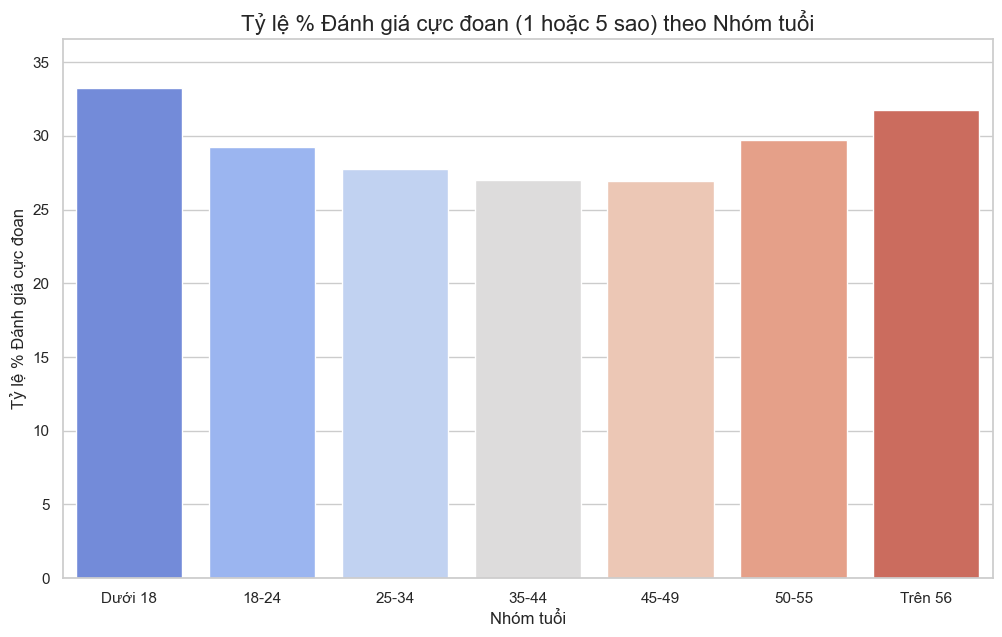 Tỷ lệ % Đánh giá cực đoan (1 hoặc 5 sao) theo Nhóm tuổi
Tỷ lệ % Đánh giá cực đoan
35
30
25
20
15
10
5
0
Dưới 18 18-24 25-34 35-44 45-49 50-55 Trên 56
Nhóm tuổi